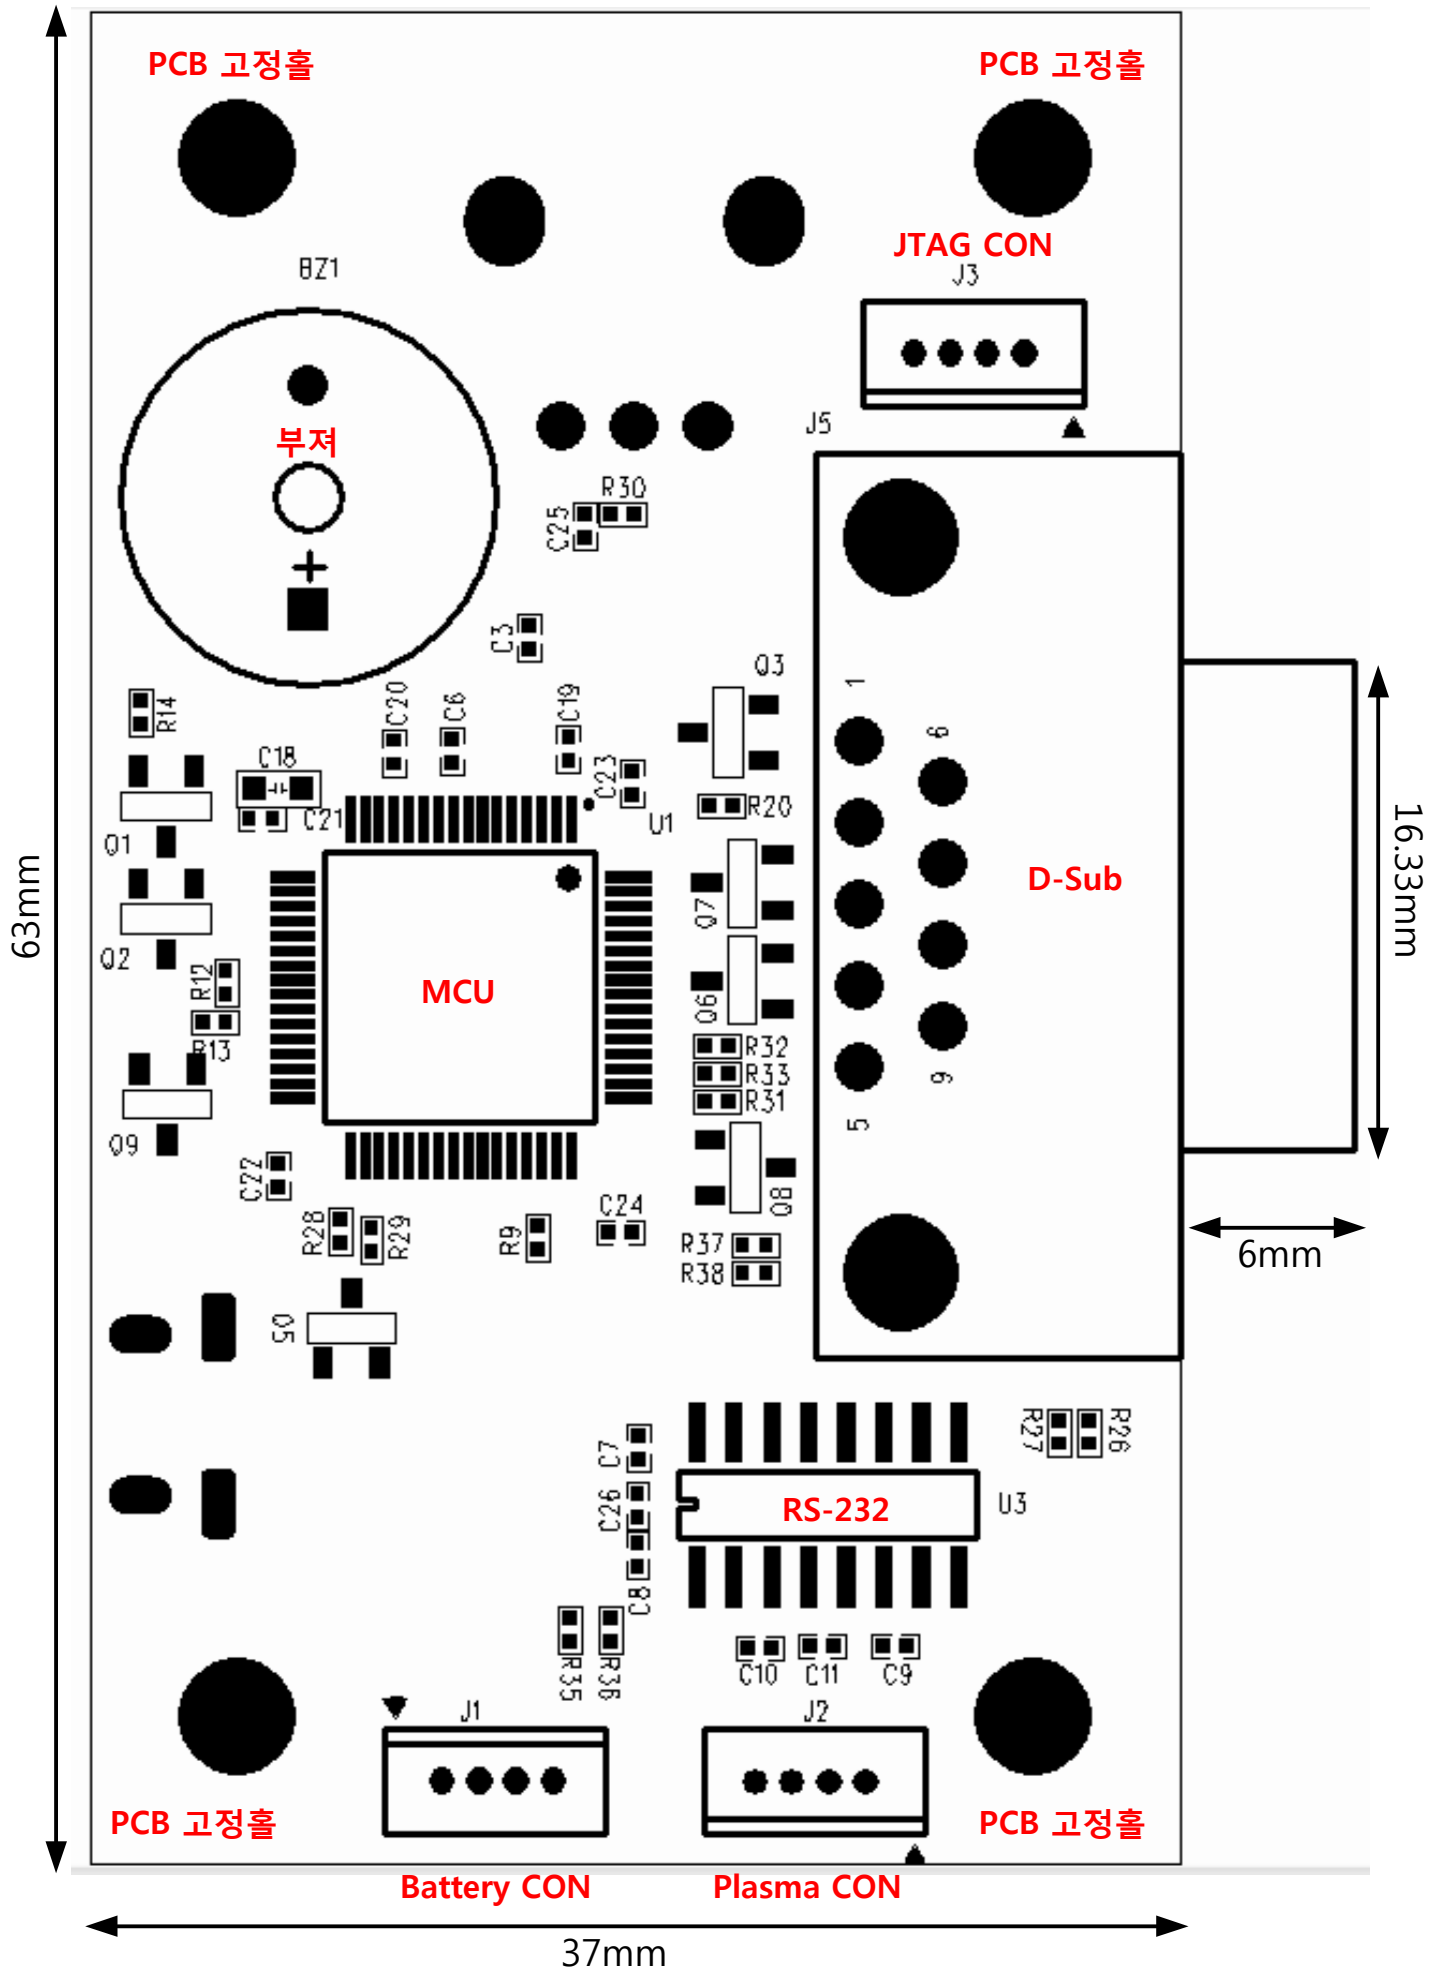 PCB 고정홀
PCB 고정홀
JTAG CON
J3
BZ1
부져
+
J5
R30
C25
C3
Q3
1
6
R14
C20
C6
C19
C18
C23
C21
U1
R20
Q1
16.33mm
63mm
D-Sub
Q7
Q2
R12
MCU
Q6
R13
R32
R33
R31
9
5
Q9
C22
Q8
C24
R28
R29
R9
R37
R38
6mm
Q5
R27
R26
C7
C26
RS-232
U3
C8
R35
R36
C10
C11
C9
J1
J2
PCB 고정홀
PCB 고정홀
Battery CON
Plasma CON
37mm